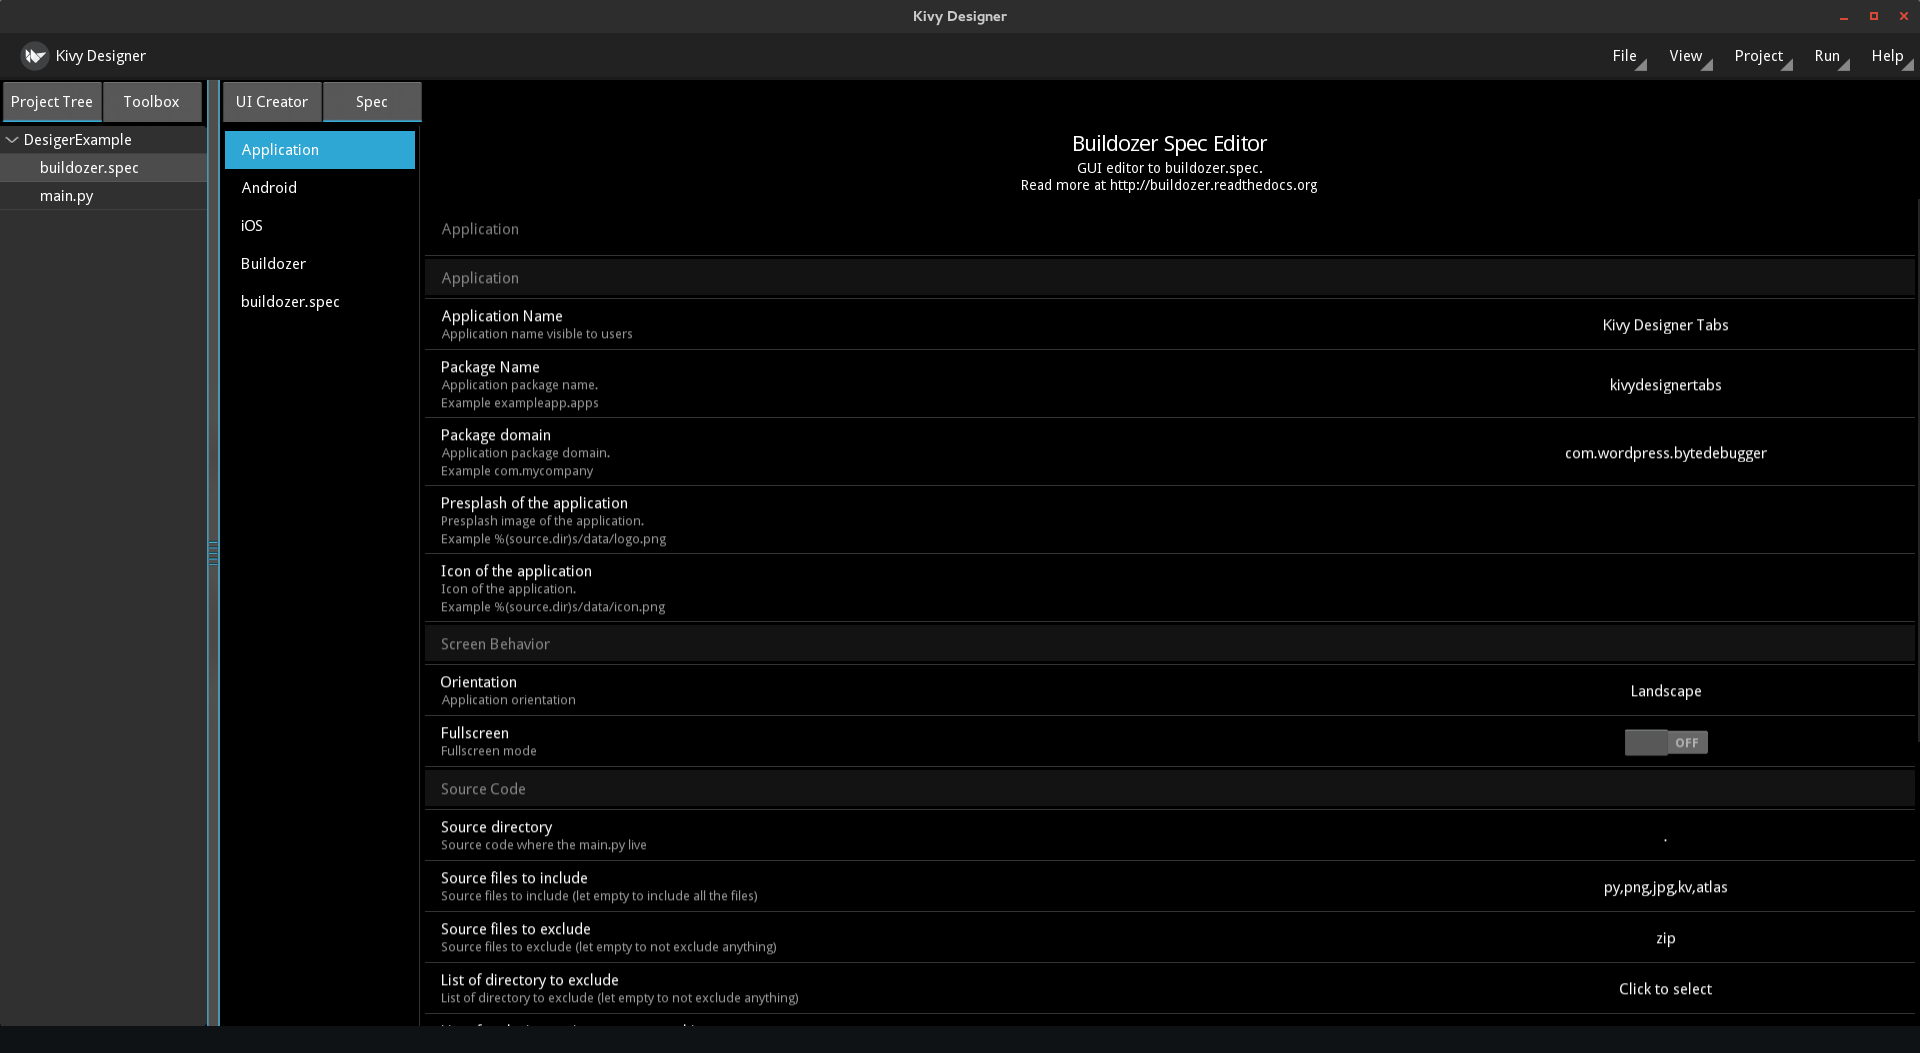 Kivy Designer
Kivy Designer
File View Project Run Help
Project Tree Toolbox
UI Creator Spec
DesigerExample
buildozer.spec
main.py
Application
Android
iOS
Buildozer
buildozer.spec
Buildozer Spec Editor
GUI editor to buildozer.spec.
Read more at http://buildozer.readthedocs.org
Application
Application
Application Name
Application name visible to users
Kivy Designer Tabs
Package Name
Application package name.
Example exampleapp.apps
kivydesignertabs
Package domain
Application package domain.
Example com.mycompany
com.wordpress.bytedebugger
Presplash of the application
Presplash image of the application.
Example %(source.dir)s/data/logo.png
Icon of the application
Icon of the application.
Example %(source.dir)s/data/icon.png
Screen Behavior
Orientation
Application orientation
Landscape
Fullscreen
Fullscreen mode
OFF
Source Code
Source directory
Source code where the main.py live
.
Source files to include
Source files to include (let empty to include all the files)
py,png,jpg,kv,atlas
Source files to exclude
Source files to exclude (let empty to not exclude anything)
zip
List of directory to exclude
List of directory to exclude (let empty to not exclude anything)
Click to select